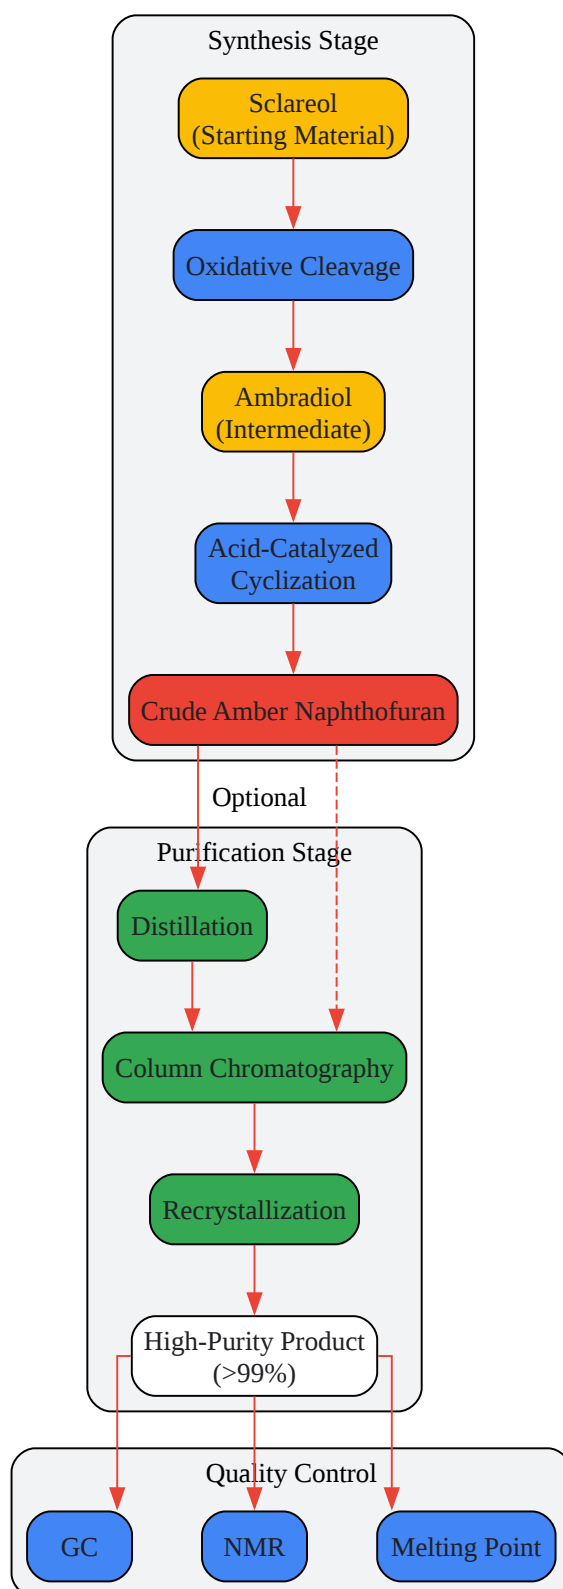 Synthesis Stage
Sclareol
(Starting Material)
Oxidative Cleavage
Ambradiol
(Intermediate)
Acid-Catalyzed
Cyclization
Crude Amber Naphthofuran
Optional
Purification Stage
Distillation
Column Chromatography
Recrystallization
High-Purity Product
(>99%)
Quality Control
GC
NMR
Melting Point